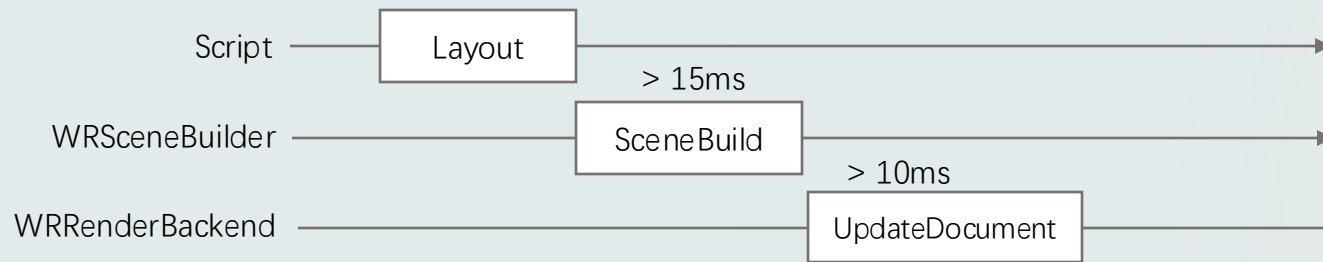 Script
Layout
> 15ms
WRSceneBuilder
SceneBuild
> 10ms
WRRenderBackend
UpdateDocument